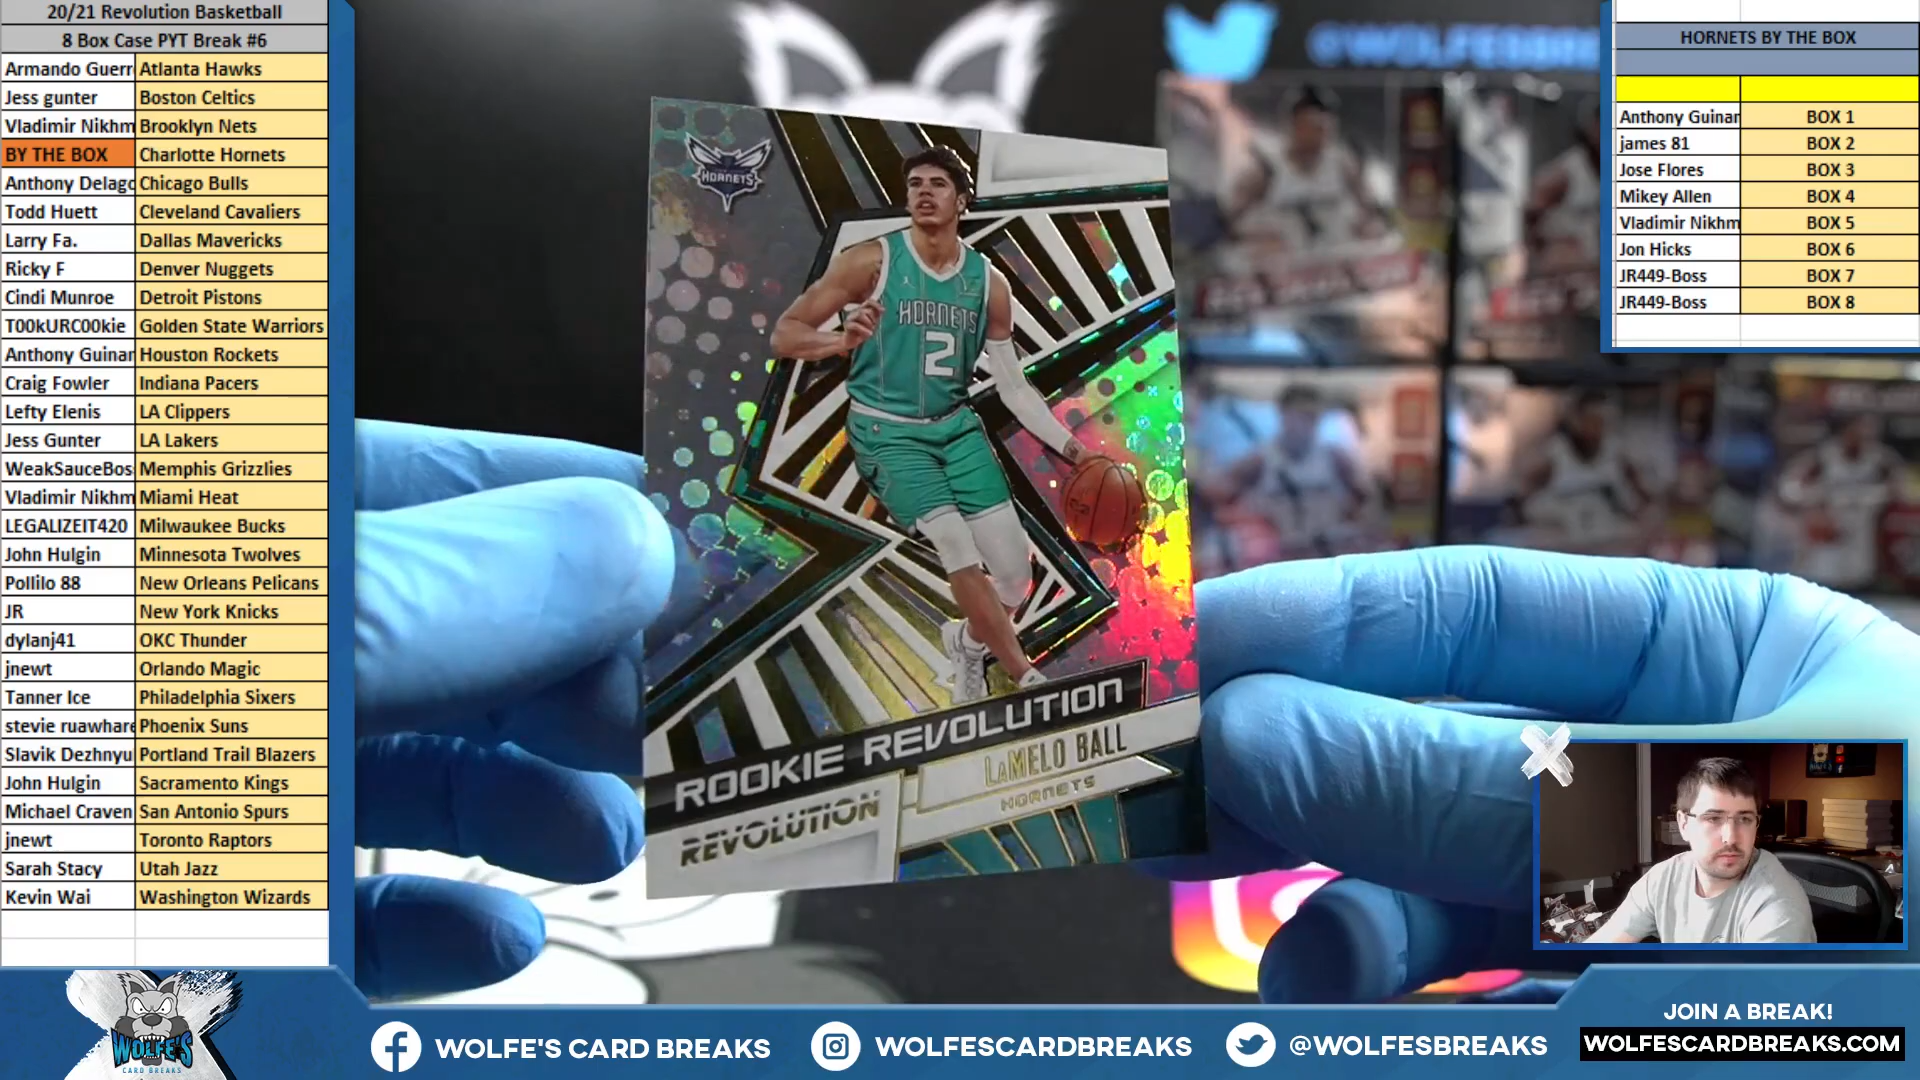 20/21 Revolution Basketball
8 Box Case PYT Break #6
Armando Guerr Atlanta Hawks
Jess gunter Boston Celtics
Vladimir Nikhm Brooklyn Nets
BY THE BOX Charlotte Hornets
Anthony Delago Chicago Bulls
Todd Huett Cleveland Cavaliers
Larry Fa. Dallas Mavericks
Ricky F Denver Nuggets
Cindi Munroe Detroit Pistons
T00kURC00kie Golden State Warriors
Anthony Guinan Houston Rockets
Craig Fowler Indiana Pacers
Lefty Elenis LA Clippers
Jess Gunter LA Lakers
WeakSauceBos Memphis Grizzlies
Vladimir Nikhm Miami Heat
LEGALIZEIT420 Milwaukee Bucks
John Hulgin Minnesota Twolves
Pollilo 88 New Orleans Pelicans
JR New York Knicks
dylanj41 OKC Thunder
jnewt Orlando Magic
Tanner Ice Philadelphia Sixers
stevie ruawhare Phoenix Suns
Slavik Dezhnyu Portland Trail Blazers
John Hulgin Sacramento Kings
Michael Craven San Antonio Spurs
jnewt Toronto Raptors
Sarah Stacy Utah Jazz
Kevin Wai Washington Wizards
@WOLFESBR
HORNETS
HORNETS
2
ROOKIE REVOLUTION
LaMELO BALL
HORNETS
REVOLUTION
HORNETS BY THE BOX
Anthony Guinan BOX 1
james 81 BOX 2
Jose Flores BOX 3
Mikey Allen BOX 4
Vladimir Nikhm BOX 5
Jon Hicks BOX 6
JR449-Boss BOX 7
JR449-Boss BOX 8
WOLFE'S
CARD BREAKS
WOLFE'S CARD BREAKS
WOLFESCARDBREAKS
@WOLFESBREAKS
JOIN A BREAK!
WOLFESCARDBREAKS.COM